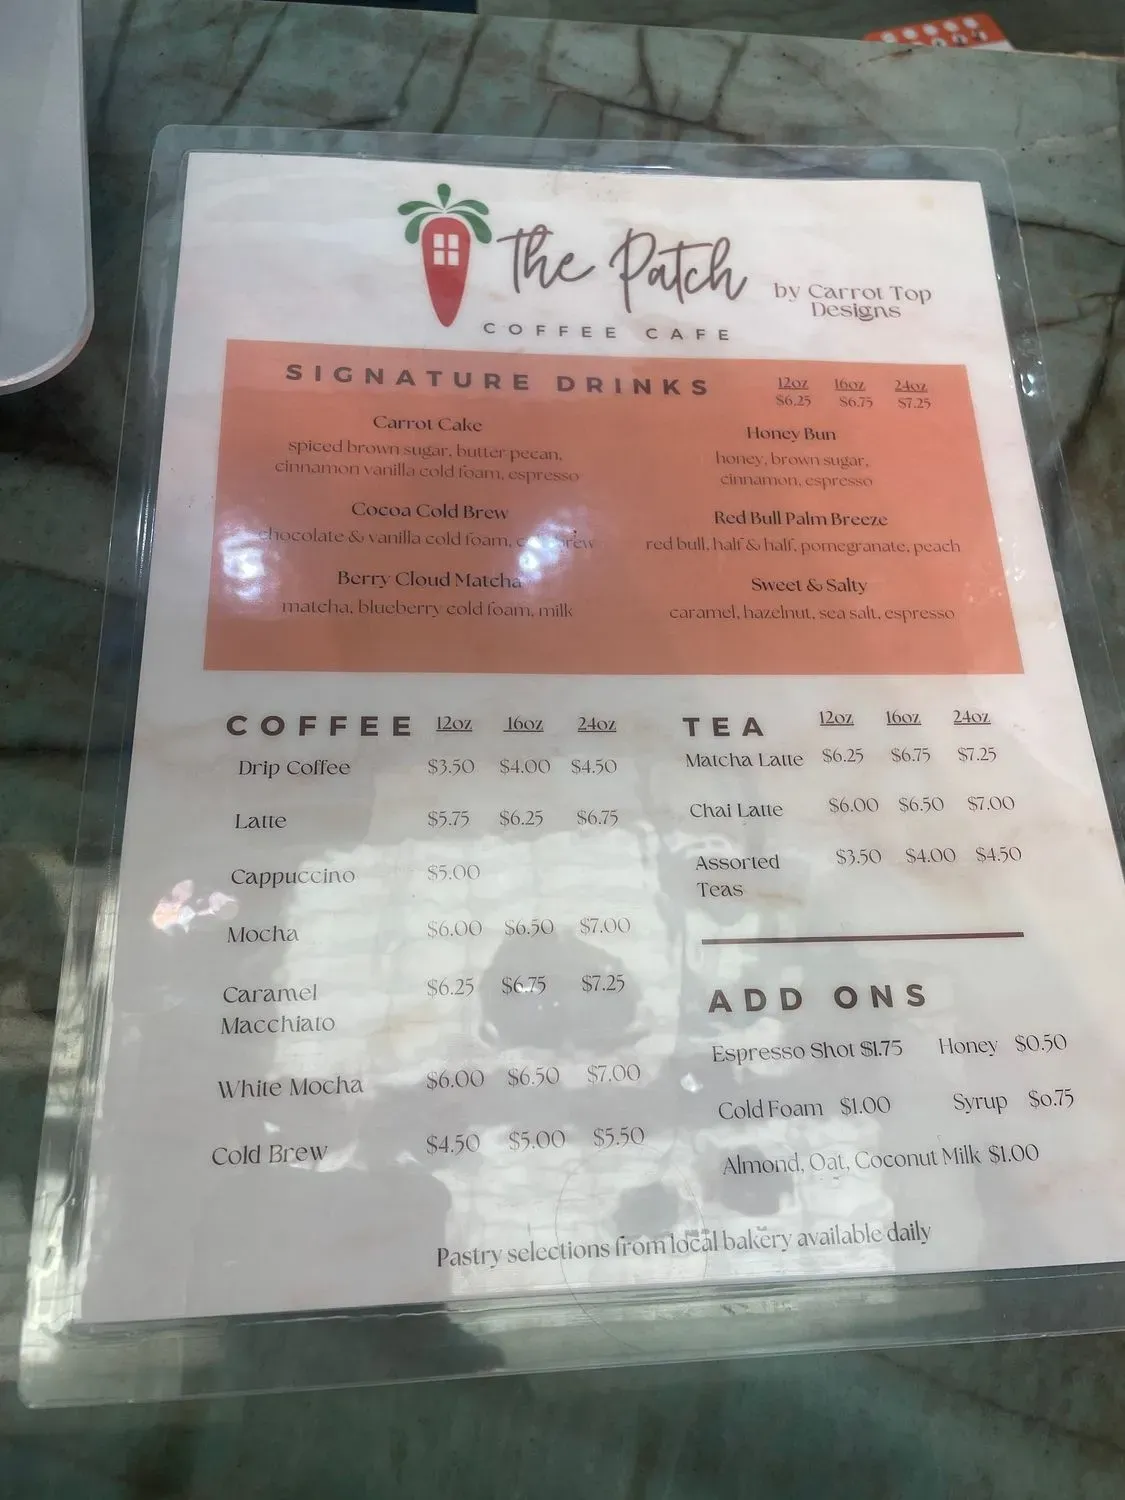 The Patch
by Carrot Top
Designs
COFFEE CAFE
SIGNATURE DRINKS
12oz 16oz 24oz
$6.25 $6.75 $7.25
Carrot Cake
spiced brown sugar, butter pecan,
cinnamon vanilla cold foam, espresso
Cocoa Cold Brew
chocolate & vanilla cold foam, cold brew
Berry Cloud Matcha
matcha, blueberry cold foam, milk
Honey Bun
honey, brown sugar,
cinnamon, espresso
Red Bull Palm Breeze
red bull, half & half, pomegranate, peach
Sweet & Salty
caramel, hazelnut, sea salt, espresso
COFFEE 12oz 16oz 24oz
Drip Coffee $3.50 $4.00 $4.50
Latte $5.75 $6.25 $6.75
Cappuccino $5.00
Mocha $6.00 $6.50 $7.00
Caramel $6.25 $6.75 $7.25
Macchiato
White Mocha $6.00 $6.50 $7.00
Cold Brew $4.50 $5.00 $5.50
TEA 12oz 16oz 24oz
Matcha Latte $6.25 $6.75 $7.25
Chai Latte $6.00 $6.50 $7.00
Assorted $3.50 $4.00 $4.50
Teas
ADD ONS
Espresso Shot $1.75 Honey $0.50
Cold Foam $1.00 Syrup $0.75
Almond, Oat, Coconut Milk $1.00
Pastry selections from local bakery available daily